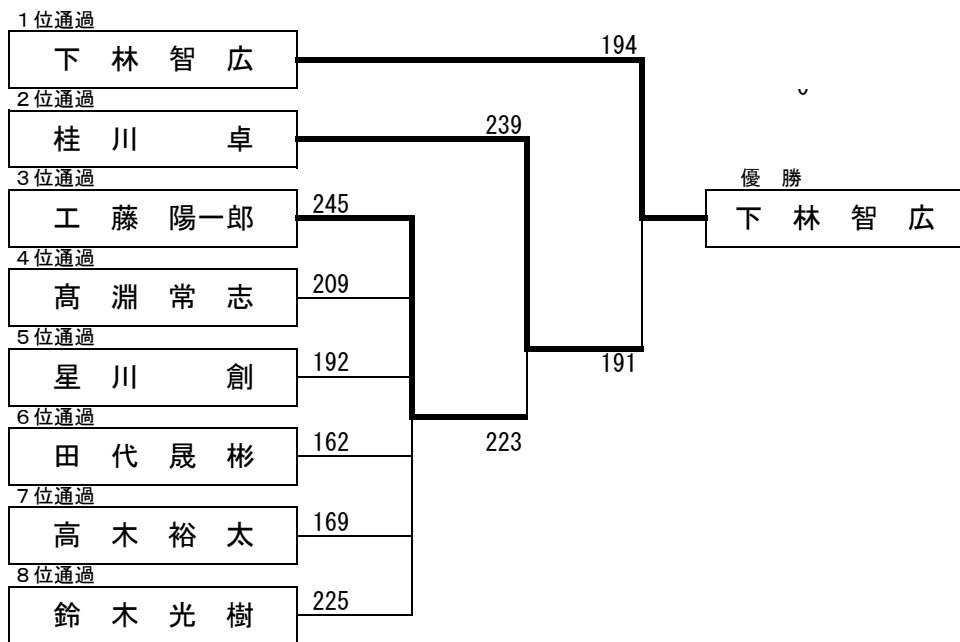 1位通過
下 林 智 広
194
2位通過
桂 川 卓
239
3位通過
工 藤 陽一郎
245
優 勝
下 林 智 広
4位通過
髙 淵 常 志
209
5位通過
星 川 創
192
191
6位通過
田 代 晟 彬
162
223
7位通過
高 木 裕 太
169
8位通過
鈴 木 光 樹
225